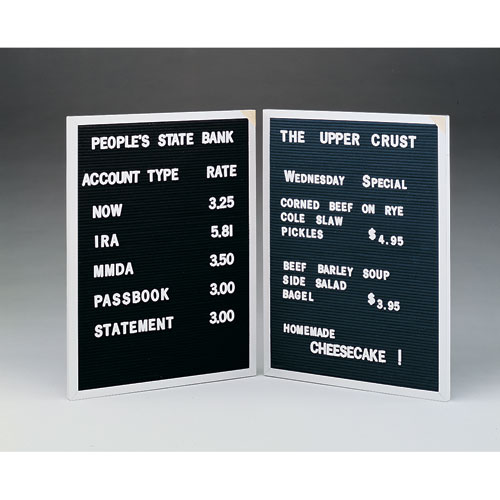 PEOPLE'S STATE BANK
ACCOUNT TYPE RATE
NOW 3.25
IRA 5.81
MMDA 3.50
PASSBOOK 3.00
STATEMENT 3.00
THE UPPER CRUST
WEDNESDAY SPECIAL
CORNED BEEF ON RYE
COLE SLAW
PICKLES $4.95
BEEF BARLEY SOUP
SIDE SALAD
BAGEL $3.95
HOMEMADE
CHEESECAKE !